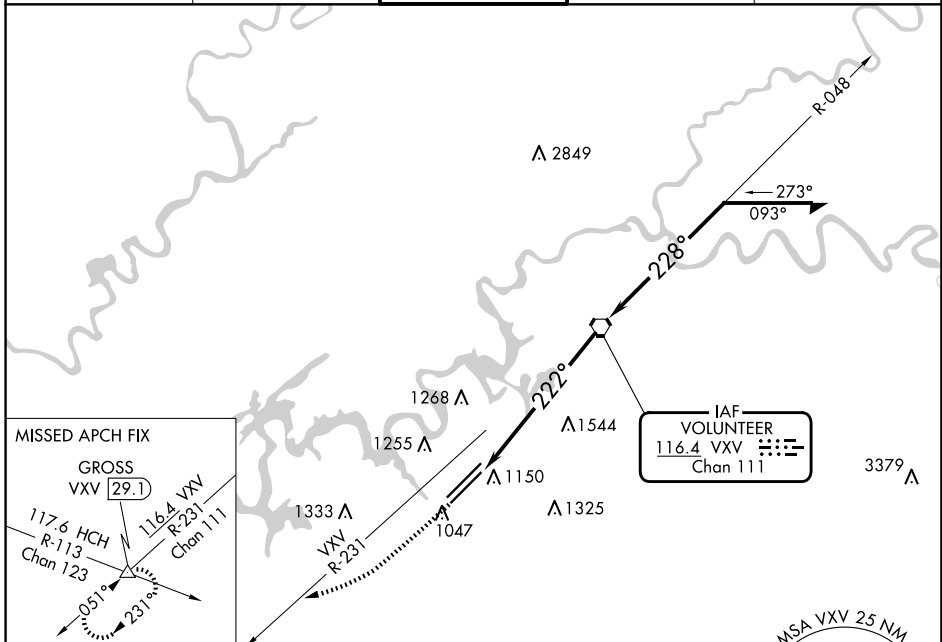 2849
R-048
273°
093°
228°
222°
1268
1255
1544
IAF
VOLUNTEER
116.4 VXV
Chan 111
3379
1150
1325
1333
1047
VXV
R-231
MISSED APCH FIX
GROSS
VXV 29.1
117.6 HCH
R-113
Chan 123
116.4 VXV
R-231
Chan 111
051°
231°
MSA VXV 25 NM